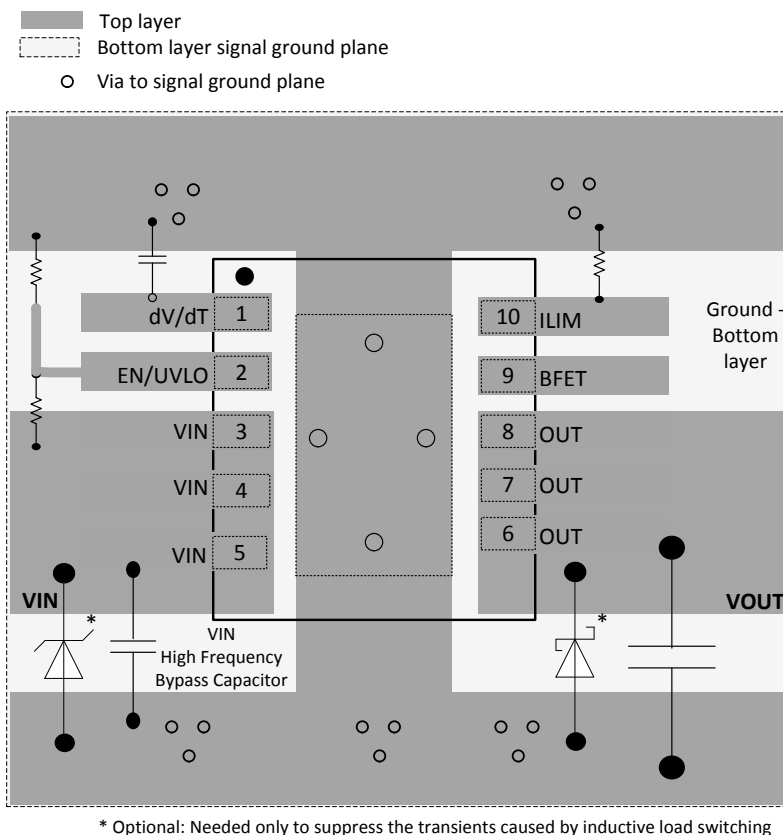 Top layer
Bottom layer signal ground plane
Via to signal ground plane
dV/dT 1
10 ILIM
Ground -
Bottom
layer
EN/UVLO 2
9 BFET
VIN 3
8 OUT
VIN 4
7 OUT
VIN 5
6 OUT
VIN
VOUT
*
*
VIN
High Frequency
Bypass Capacitor
* Optional: Needed only to suppress the transients caused by inductive load switching